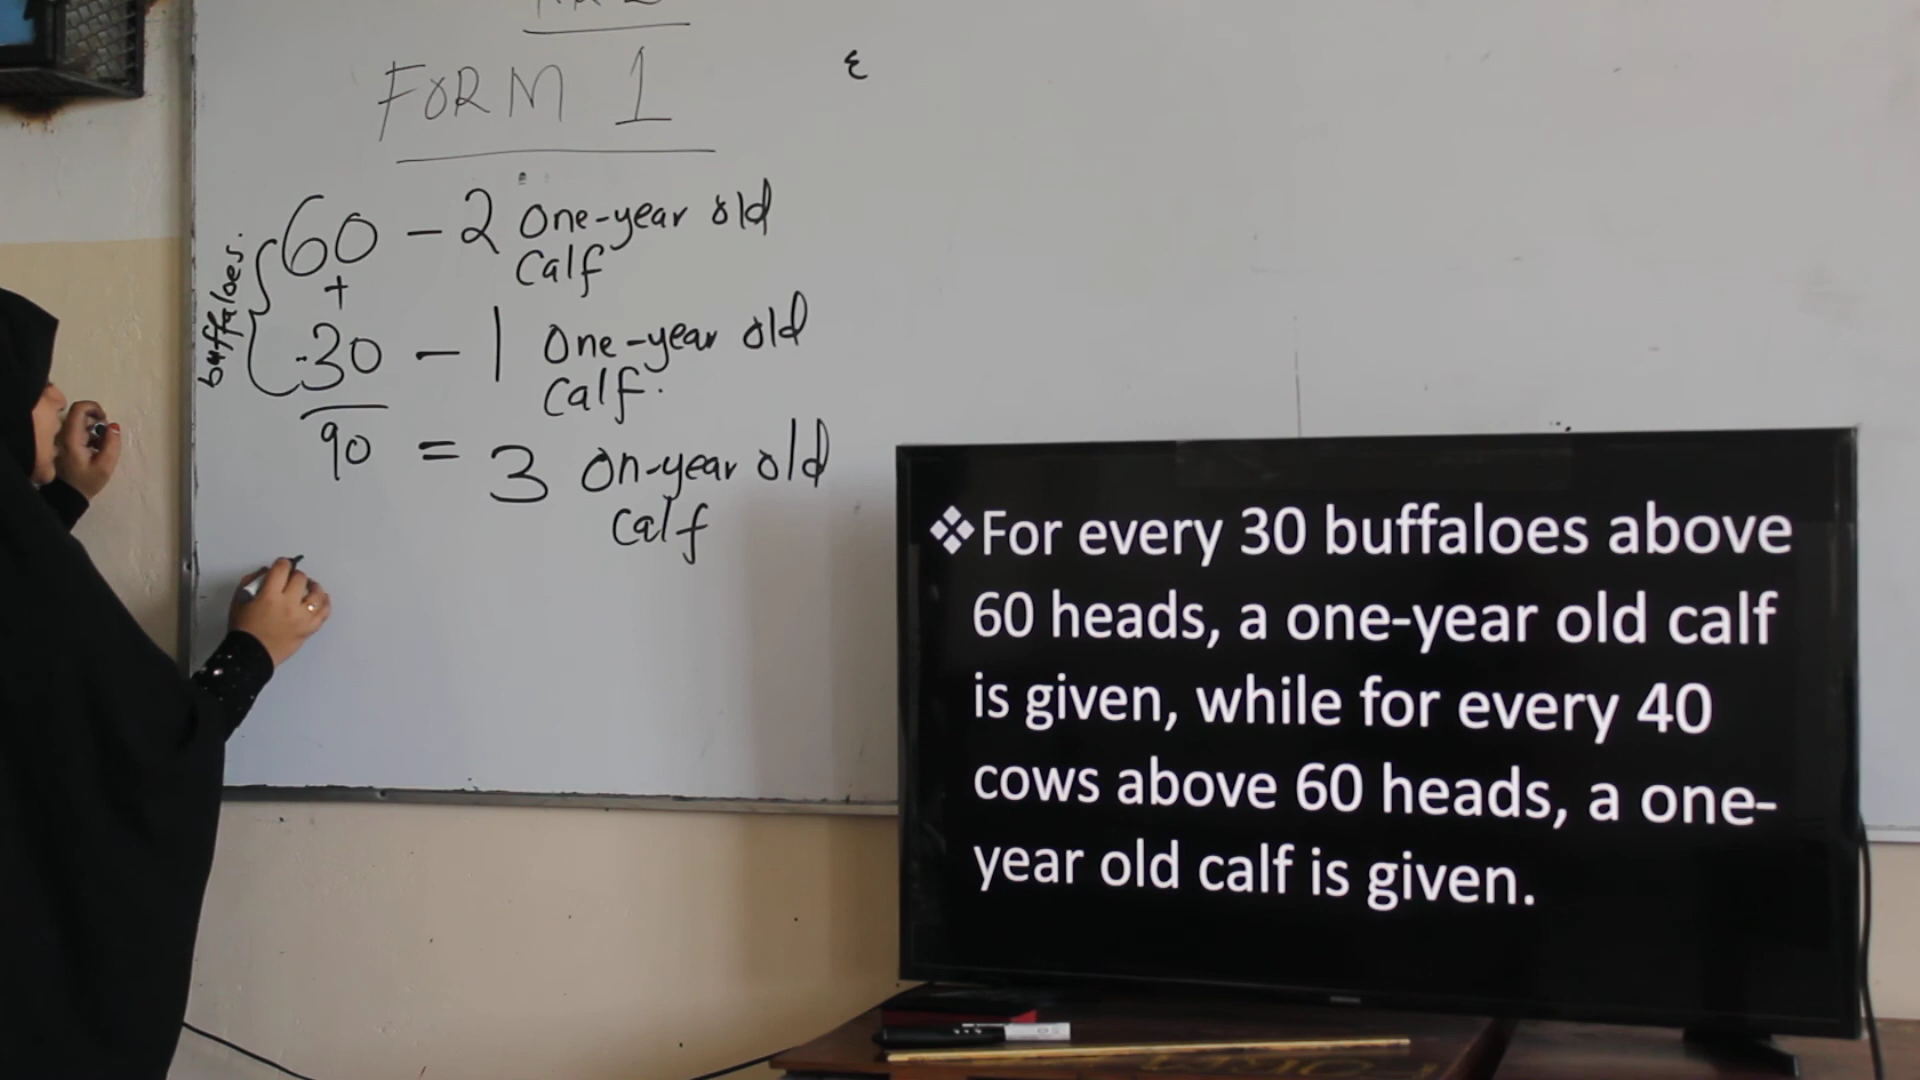 FORM 1
ع
buffaloes.
60 - 2 One-year old
Calf
+
30 - 1 One-year old
Calf.
90 = 3 On-year old
Calf
❖For every 30 buffaloes above
60 heads, a one-year old calf
is given, while for every 40
cows above 60 heads, a one-
year old calf is given.